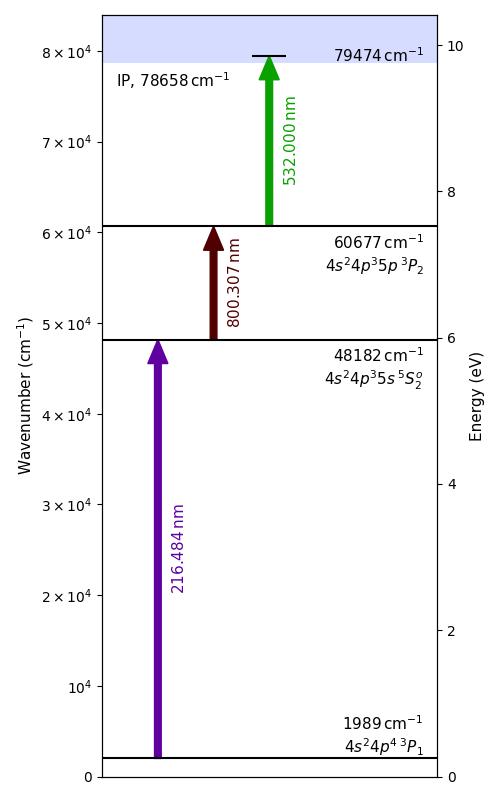 8 × 10⁴
7 × 10⁴
6 × 10⁴
5 × 10⁴
4 × 10⁴
3 × 10⁴
2 × 10⁴
10⁴
0
Wavenumber (cm⁻¹)
IP, 78658 cm⁻¹
79474 cm⁻¹
532.000 nm
60677 cm⁻¹
4s²4p³5p ³P₂
800.307 nm
48182 cm⁻¹
4s²4p³5s ⁵S₂ᵒ
216.484 nm
1989 cm⁻¹
4s²4p⁴ ³P₁
10
8
6
4
2
0
Energy (eV)